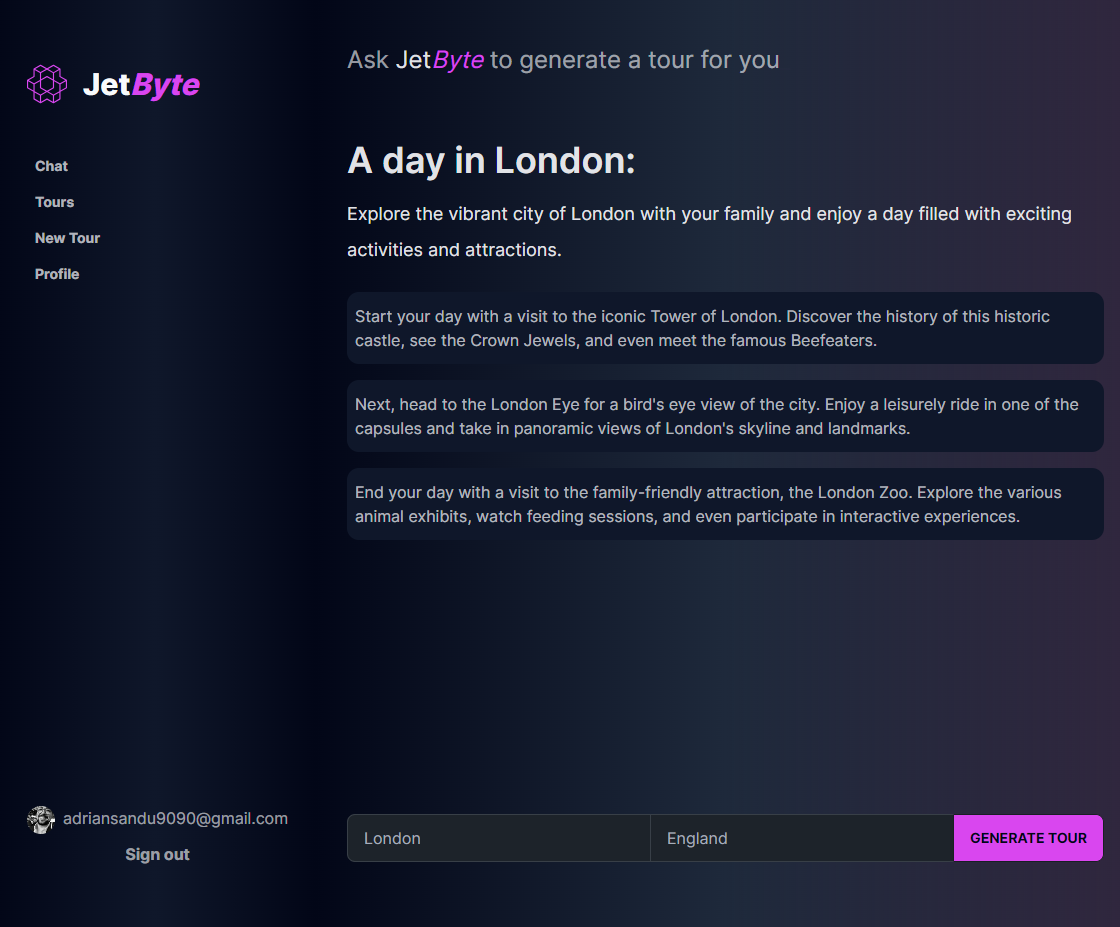 JetByte
Chat
Tours
New Tour
Profile
adriansandu9090@gmail.com
Sign out
Ask JetByte to generate a tour for you
A day in London:
Explore the vibrant city of London with your family and enjoy a day filled with exciting
activities and attractions.
Start your day with a visit to the iconic Tower of London. Discover the history of this historic
castle, see the Crown Jewels, and even meet the famous Beefeaters.
Next, head to the London Eye for a bird's eye view of the city. Enjoy a leisurely ride in one of the
capsules and take in panoramic views of London's skyline and landmarks.
End your day with a visit to the family-friendly attraction, the London Zoo. Explore the various
animal exhibits, watch feeding sessions, and even participate in interactive experiences.
London
England
GENERATE TOUR